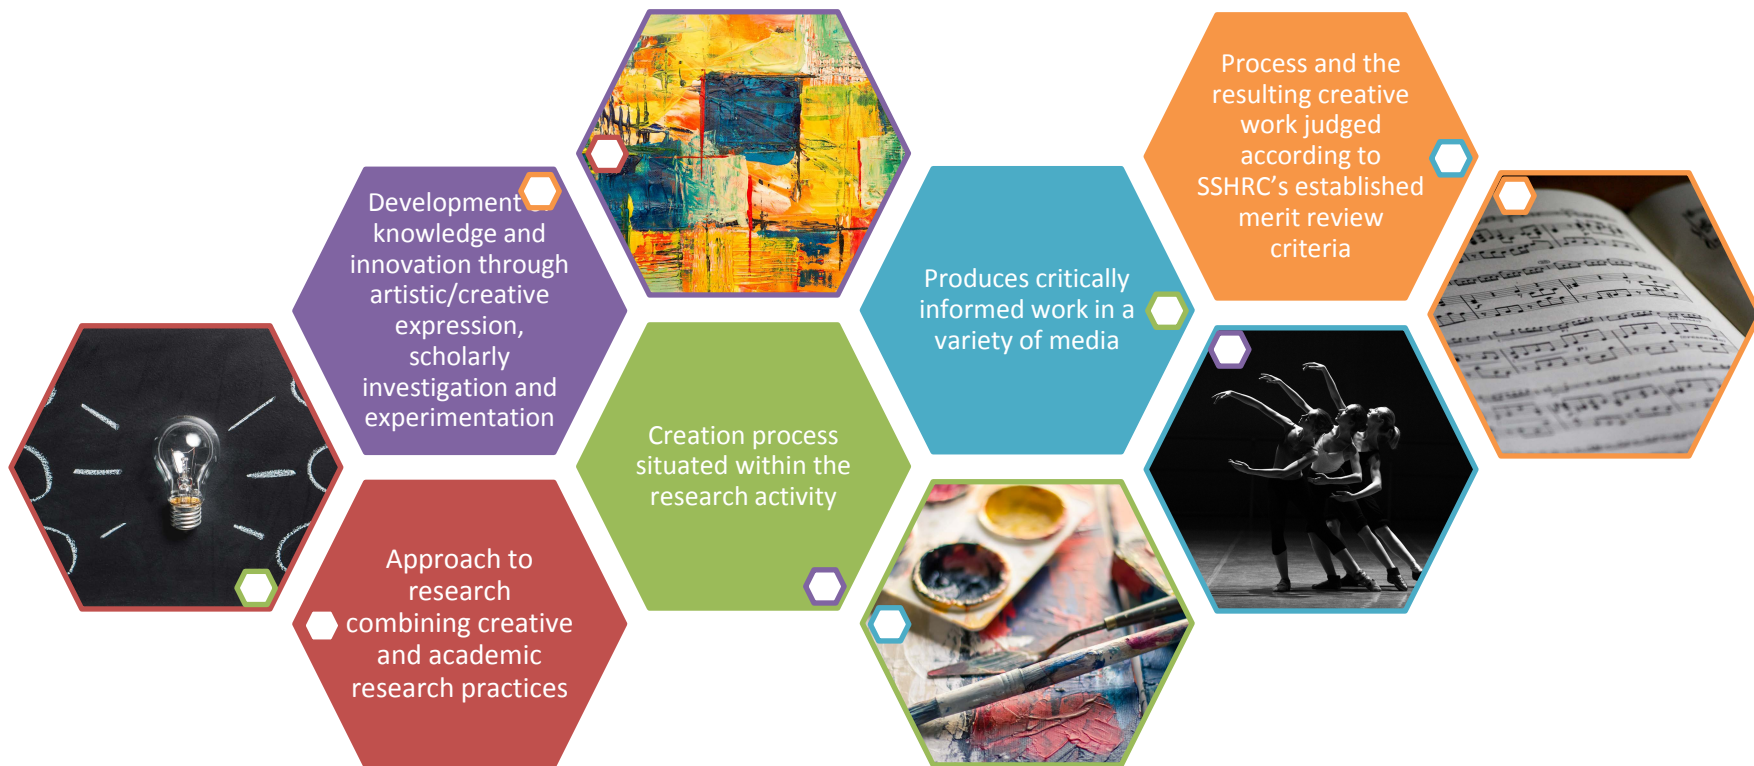 Approach to
research
combining creative
and academic
research practices
Development of
knowledge and
innovation through
artistic/creative
expression,
scholarly
investigation and
experimentation
Creation process
situated within the
research activity
Produces critically
informed work in a
variety of media
Process and the
resulting creative
work judged
according to
SSHRC’s established
merit review
criteria